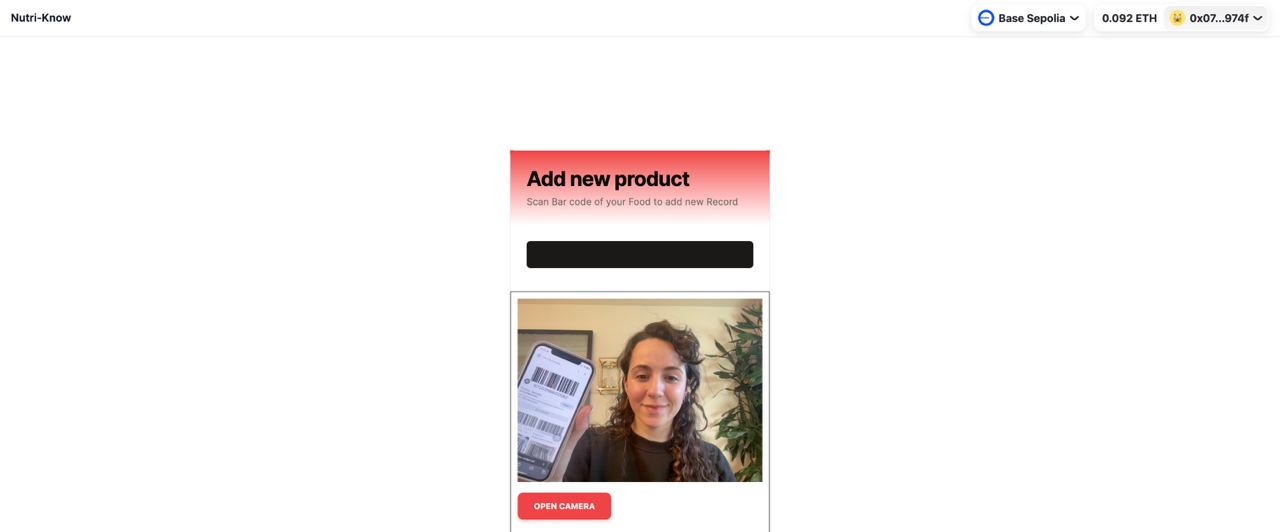 Nutri-Know
Base Sepolia
0.092 ETH
0x07...974f
Add new product
Scan Bar code of your Food to add new Record
OPEN CAMERA